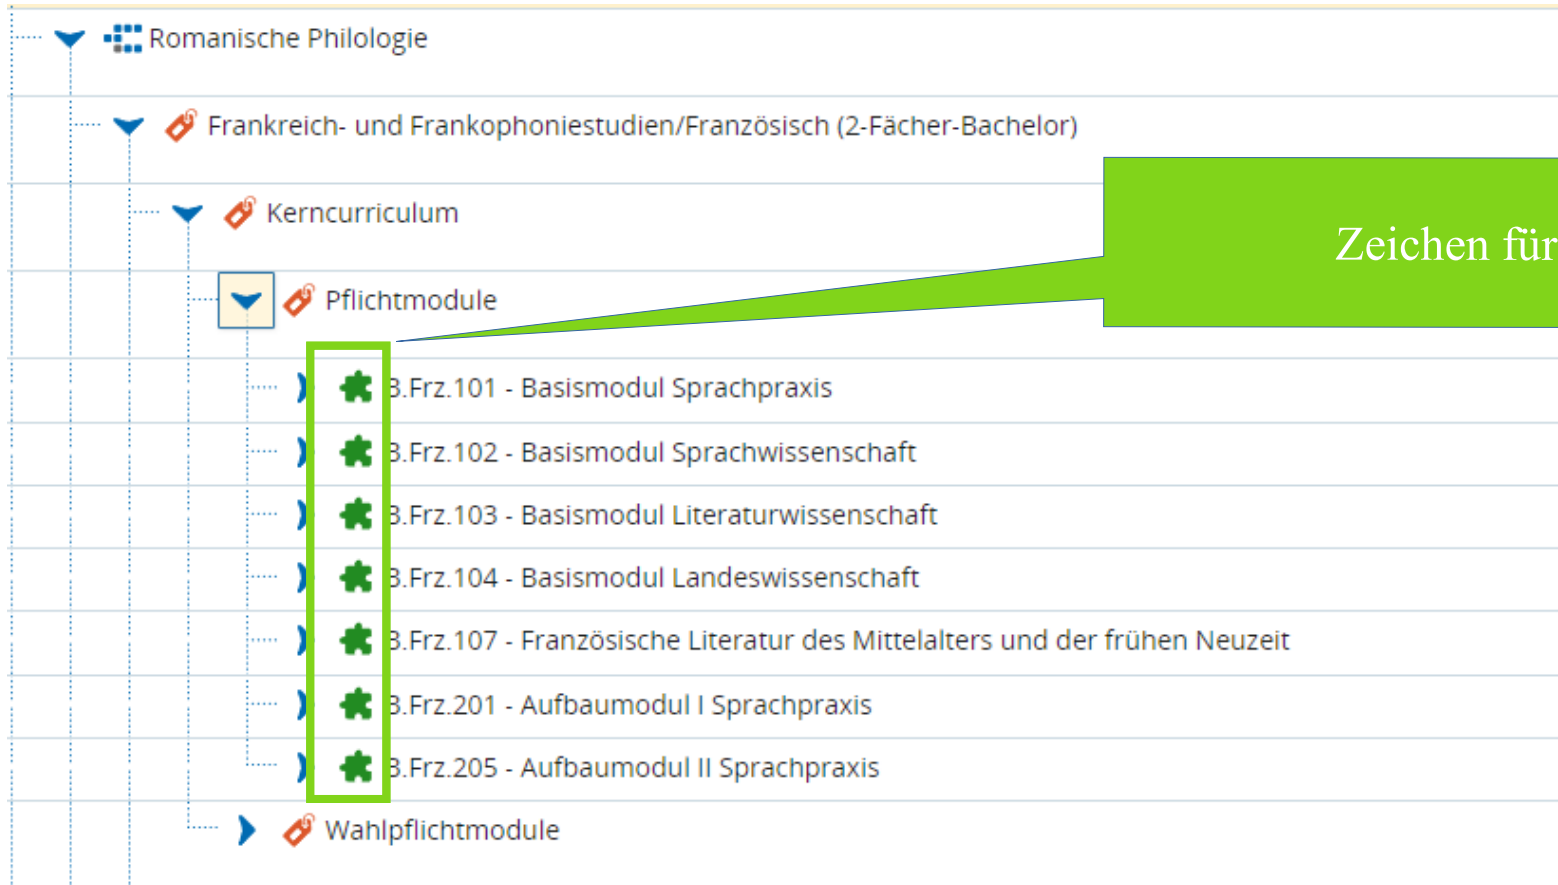 Romanische Philologie
Frankreich- und Frankophoniestudien/Französisch (2-Fächer-Bachelor)
Kerncurriculum
Zeichen für
Pflichtmodule
B.Frz.101 - Basismodul Sprachpraxis
B.Frz.102 - Basismodul Sprachwissenschaft
B.Frz.103 - Basismodul Literaturwissenschaft
B.Frz.104 - Basismodul Landeswissenschaft
B.Frz.107 - Französische Literatur des Mittelalters und der frühen Neuzeit
B.Frz.201 - Aufbaumodul I Sprachpraxis
B.Frz.205 - Aufbaumodul II Sprachpraxis
Wahlpflichtmodule